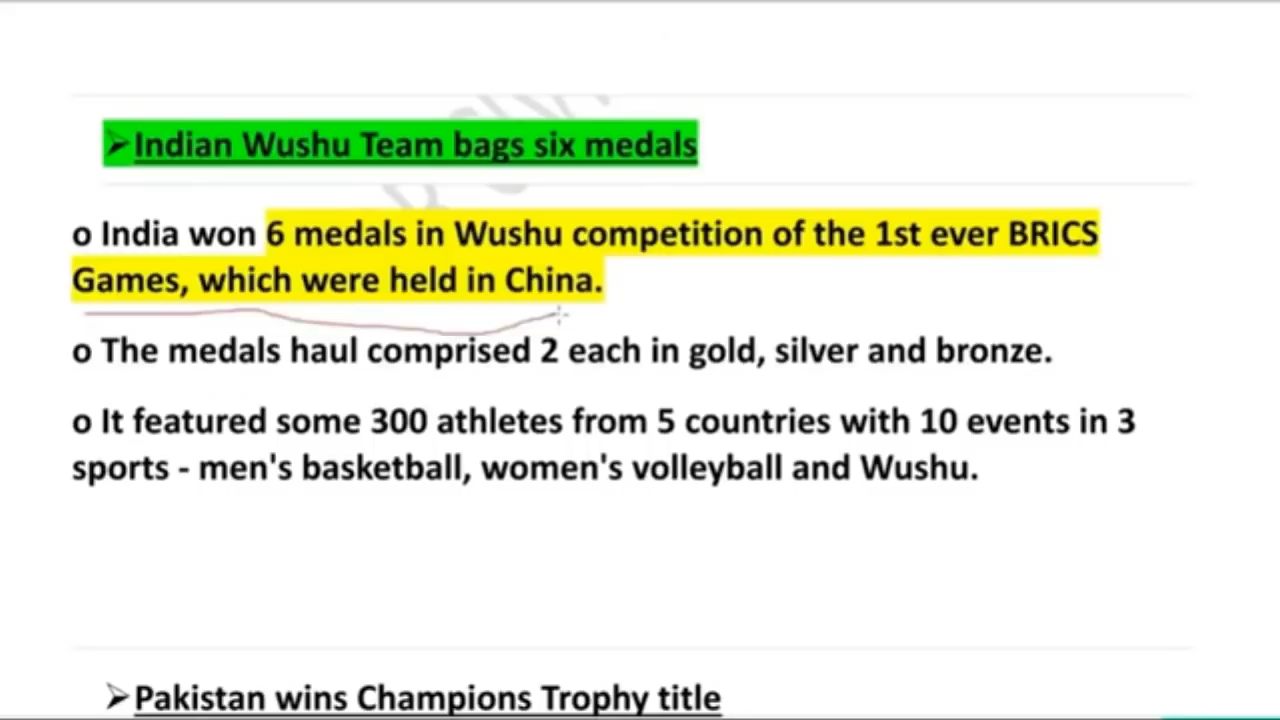 ➢Indian Wushu Team bags six medals
o India won 6 medals in Wushu competition of the 1st ever BRICS
Games, which were held in China.
o The medals haul comprised 2 each in gold, silver and bronze.
o It featured some 300 athletes from 5 countries with 10 events in 3
sports - men's basketball, women's volleyball and Wushu.
➢Pakistan wins Champions Trophy title